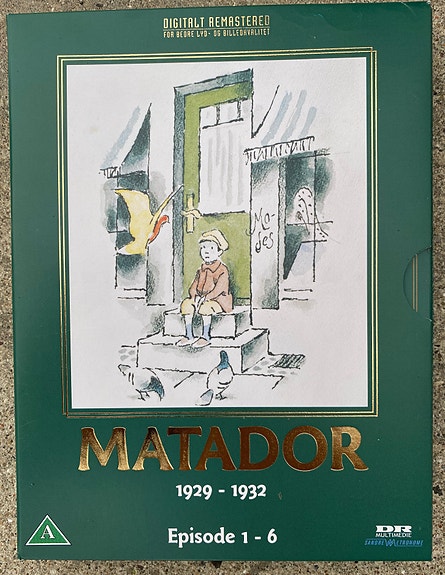 DIGITALT REMASTERED
FOR BEDRE LYD- OG BILLEDKVALITET
Mo-
des
MATADOR
1929 - 1932
Episode 1 - 6
A
DR
MULTIMEDIE